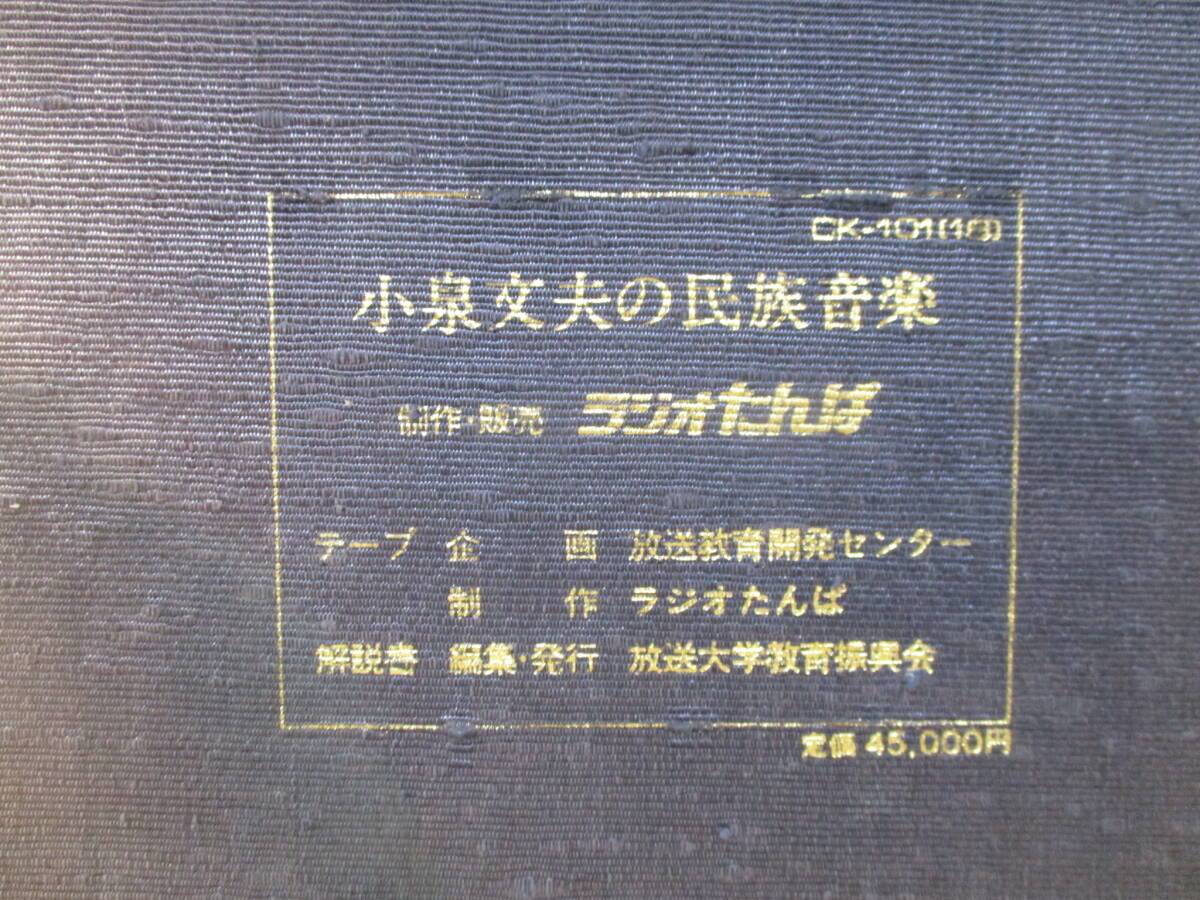 CK-101(18)
小泉文夫の民族音楽
制作・販売 ラジオたんぱ
テープ 企画 放送教育開発センター
制作 ラジオたんぱ
解説書 編集・発行 放送大学教育振興会
定価 45,000円